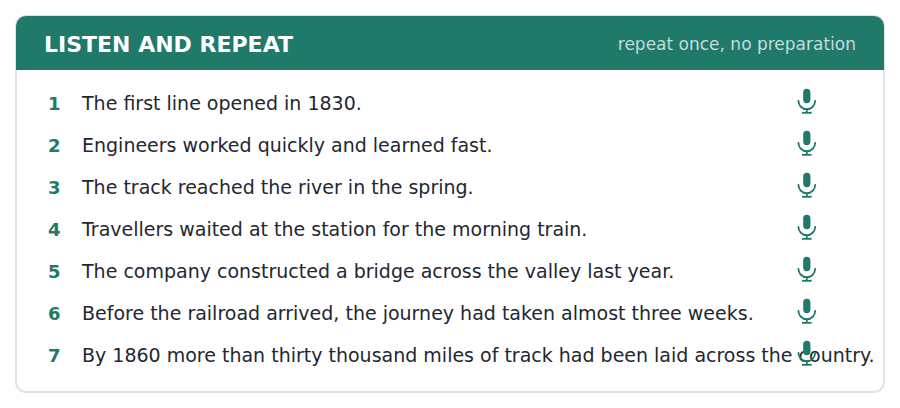 LISTEN AND REPEAT repeat once, no preparation
1 The first line opened in 1830.
2 Engineers worked quickly and learned fast.
3 The track reached the river in the spring.
4 Travellers waited at the station for the morning train.
5 The company constructed a bridge across the valley last year.
6 Before the railroad arrived, the journey had taken almost three weeks.
7 By 1860 more than thirty thousand miles of track had been laid across the country.